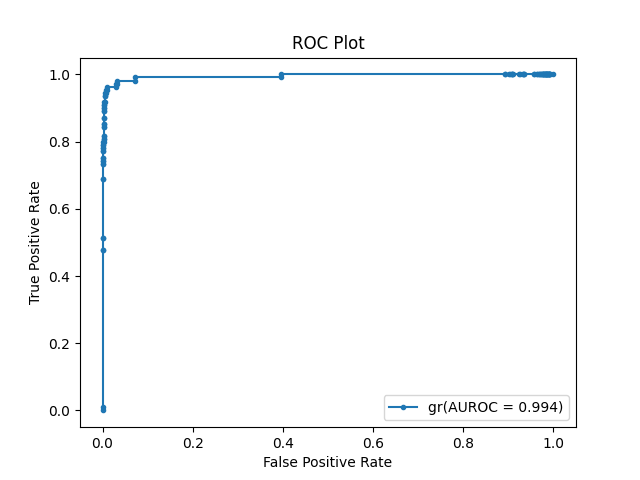 ROC Plot
True Positive Rate
1.0
0.8
0.6
0.4
0.2
0.0
gr(AUROC = 0.994)
0.0 0.2 0.4 0.6 0.8 1.0
False Positive Rate